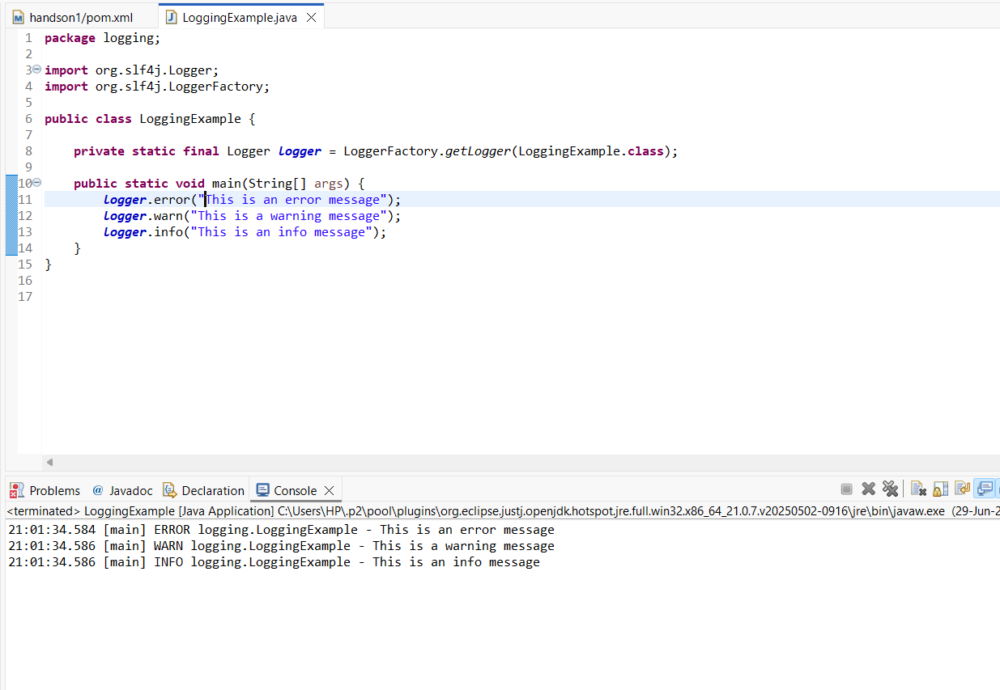 handson1/pom.xml LoggingExample.java
1 package logging;
2
3 import org.slf4j.Logger;
4 import org.slf4j.LoggerFactory;
5
6 public class LoggingExample {
7
8     private static final Logger logger = LoggerFactory.getLogger(LoggingExample.class);
9
10     public static void main(String[] args) {
11         logger.error("This is an error message");
12         logger.warn("This is a warning message");
13         logger.info("This is an info message");
14     }
15 }
16
17
Problems @ Javadoc Declaration Console
<terminated> LoggingExample [Java Application] C:\Users\HP\.p2\pool\plugins\org.eclipse.justj.openjdk.hotspot.jre.full.win32.x86_64_21.0.7.v20250502-0916\jre\bin\javaw.exe (29-Jun-2
21:01:34.584 [main] ERROR logging.LoggingExample - This is an error message
21:01:34.586 [main] WARN logging.LoggingExample - This is a warning message
21:01:34.586 [main] INFO logging.LoggingExample - This is an info message